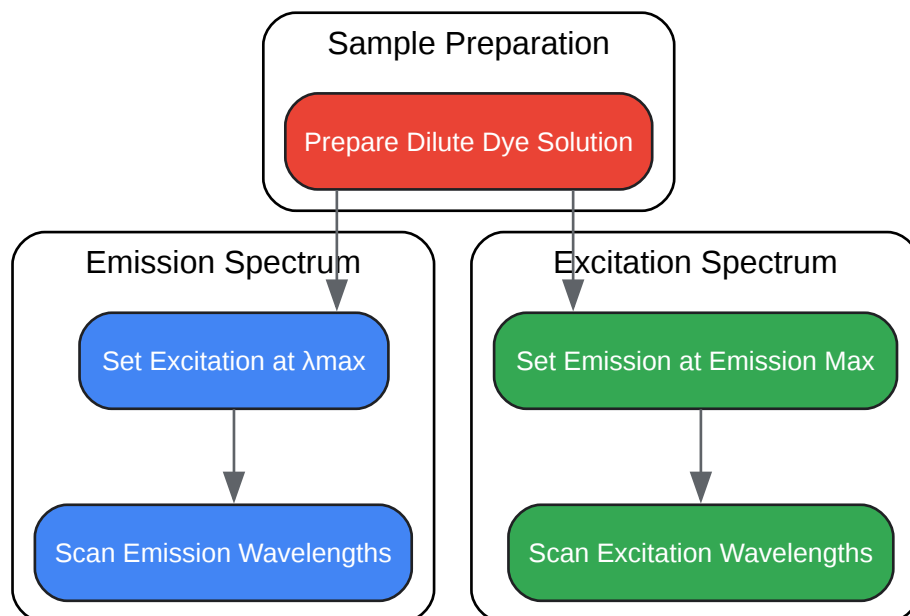 Sample Preparation
Prepare Dilute Dye Solution
Emission Spectrum
Set Excitation at λmax
Scan Emission Wavelengths
Excitation Spectrum
Set Emission at Emission Max
Scan Excitation Wavelengths